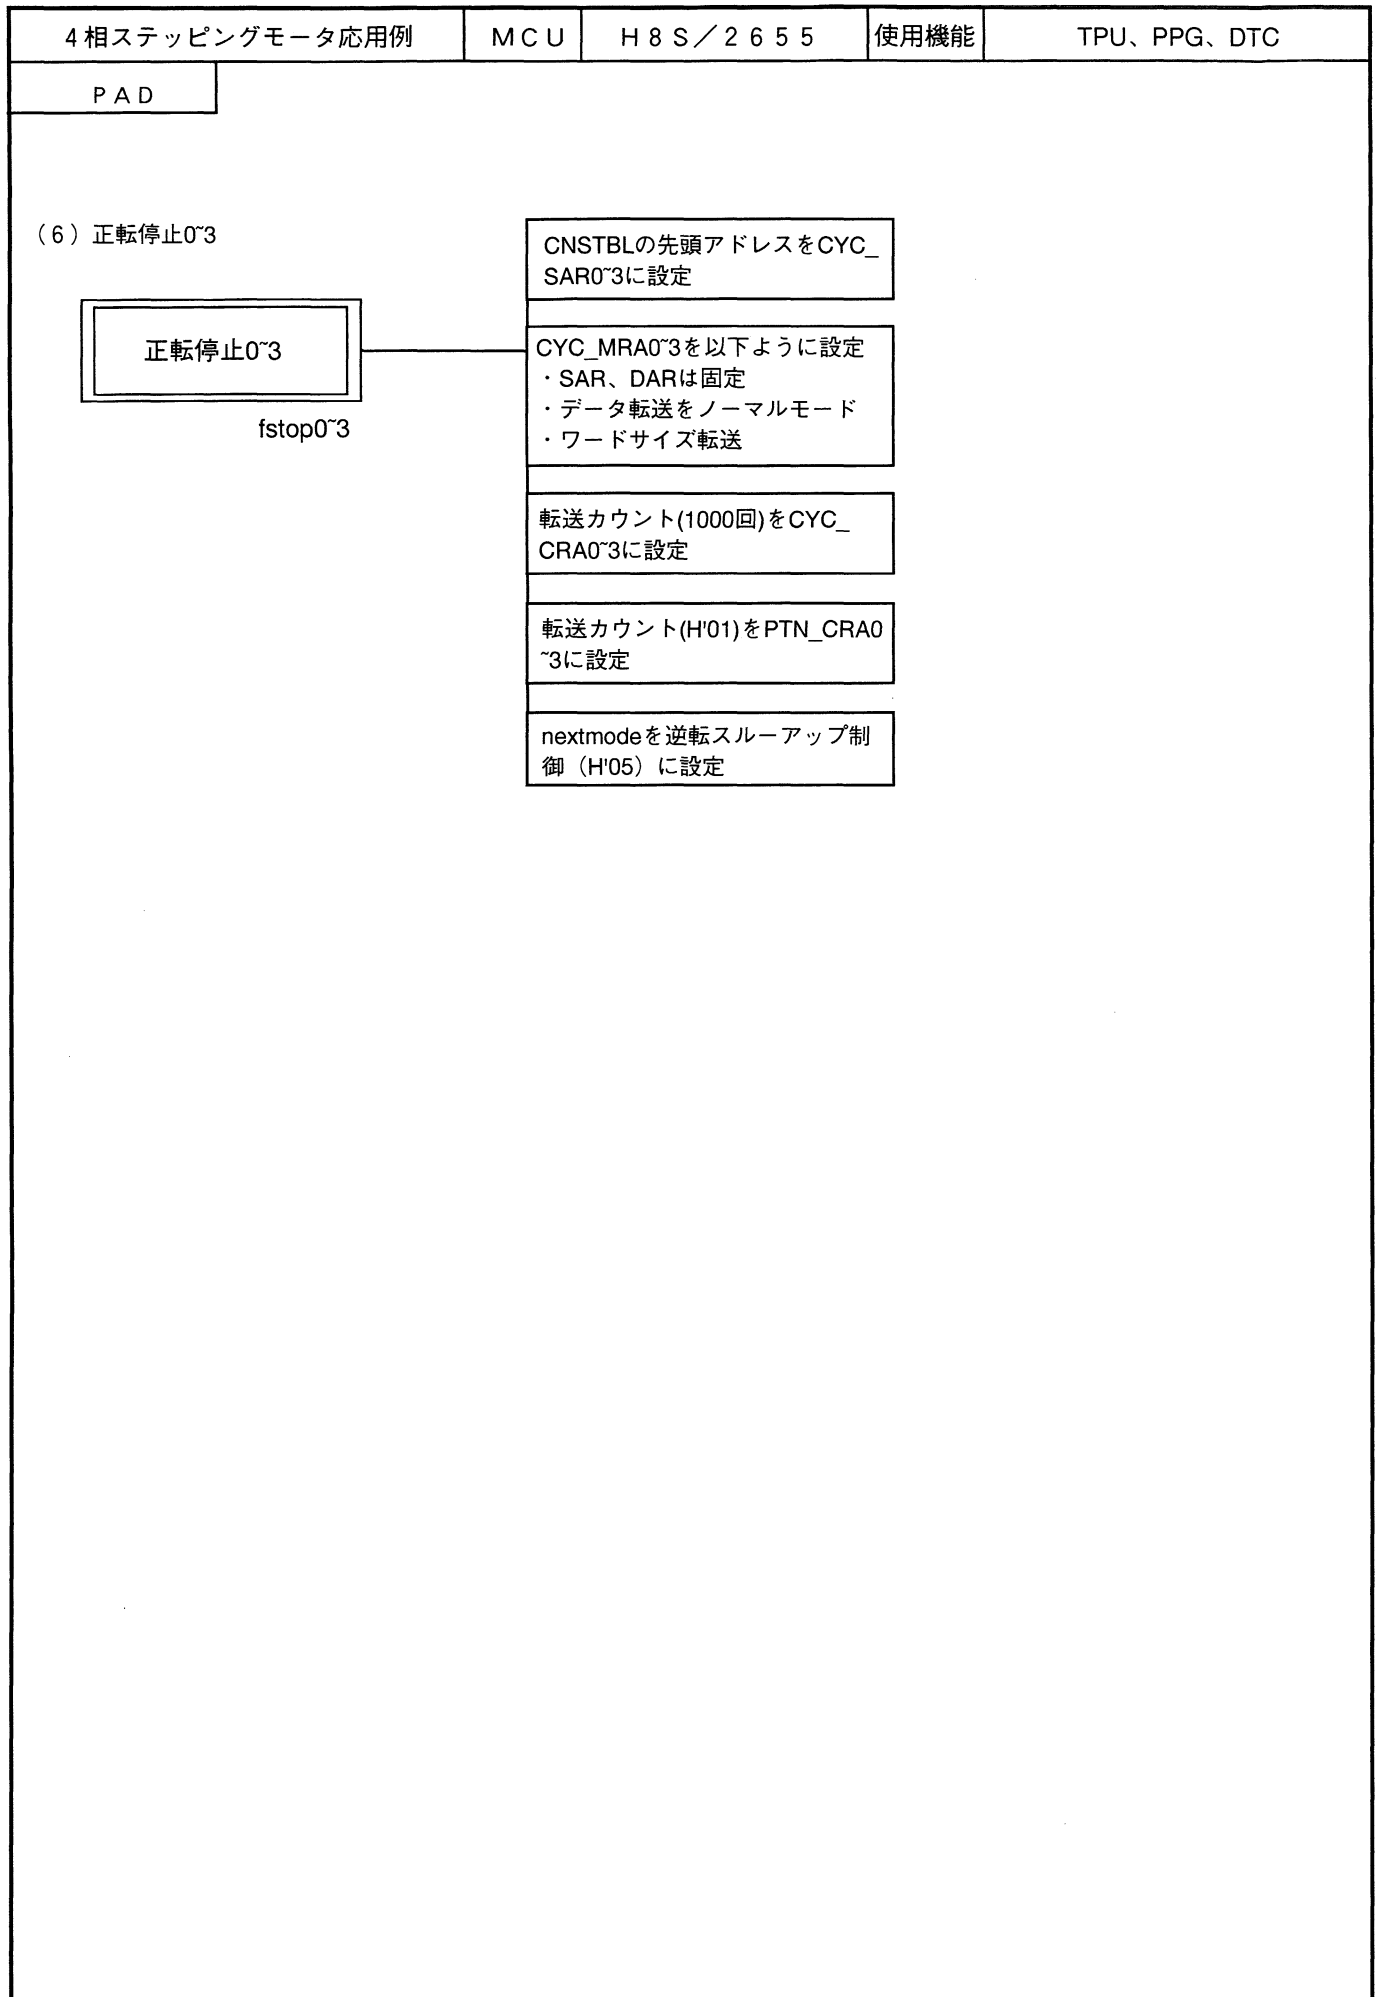 4相ステッピングモータ応用例 MCU H8S／2655 使用機能 TPU、PPG、DTC
PAD
（6）正転停止0~3
CNSTBLの先頭アドレスをCYC_
SAR0~3に設定
正転停止0~3
fstop0~3
CYC_MRA0~3を以下ように設定
・SAR、DARは固定
・データ転送をノーマルモード
・ワードサイズ転送
転送カウント(1000回)をCYC_
CRA0~3に設定
転送カウント(H'01)をPTN_CRA0
~3に設定
nextmodeを逆転スルーアップ制
御（H'05）に設定